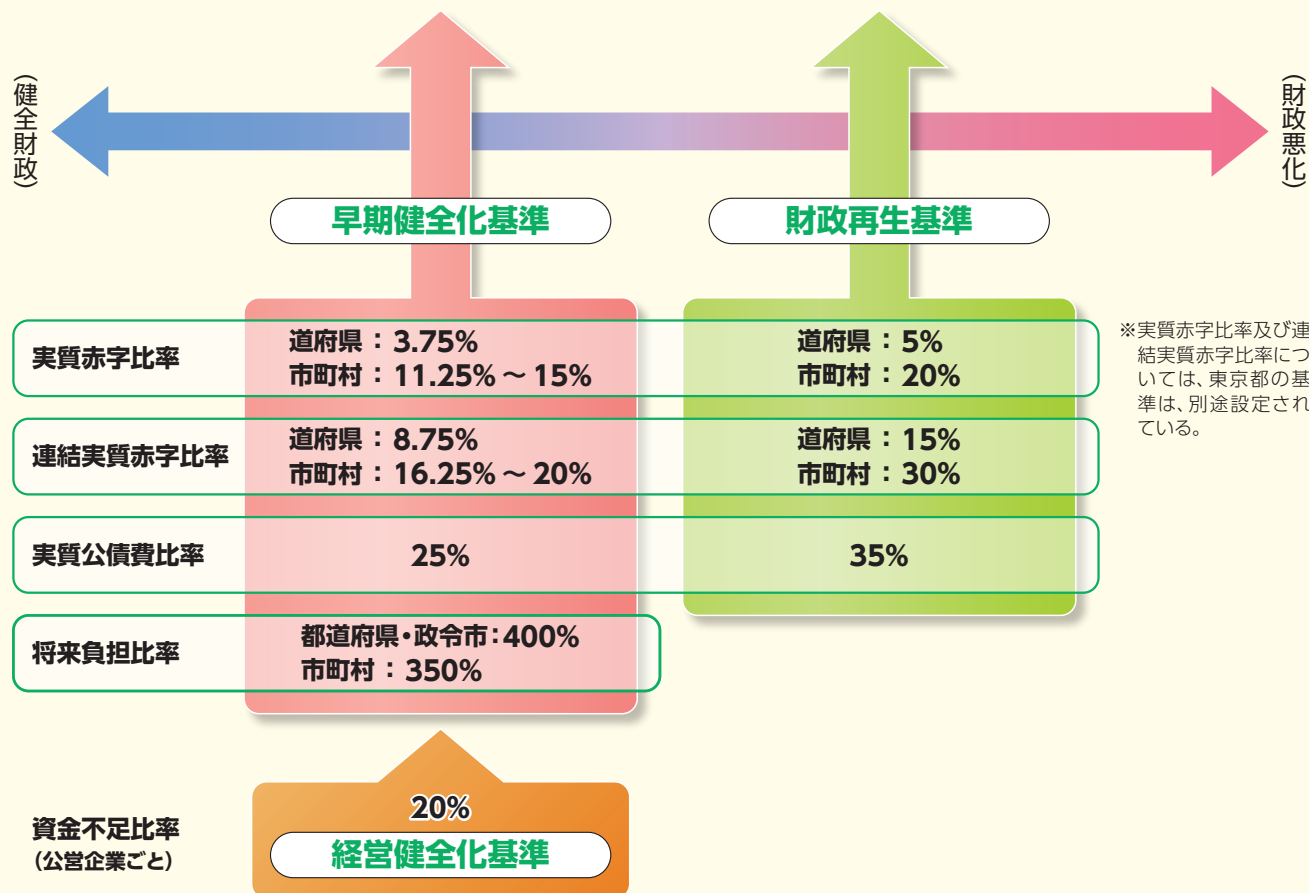 (健全財政)
(財政悪化)
早期健全化基準
財政再生基準
実質赤字比率
道府県：3.75%
市町村：11.25%～15%
道府県：5%
市町村：20%
※実質赤字比率及び連
結実質赤字比率につ
いては、東京都の基
準は、別途設定され
ている。
連結実質赤字比率
道府県：8.75%
市町村：16.25%～20%
道府県：15%
市町村：30%
実質公債費比率
25%
35%
将来負担比率
都道府県・政令市：400%
市町村：350%
資金不足比率
(公営企業ごと)
20%
経営健全化基準